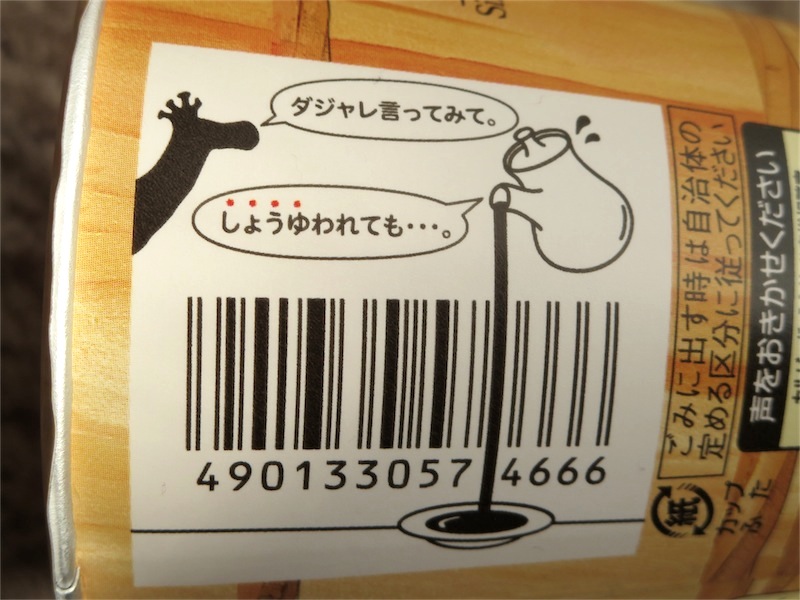 ダジャレ言ってみて。
しょうゆわれても・・・。
4901330574666
ごみに出す時は自治体の
定める区分に従ってください
声をおきかせください
紙
カップ
ふた